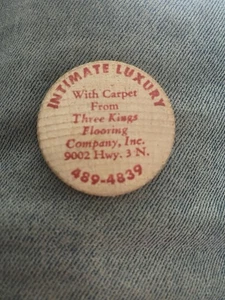 INTIMATE LUXURY
With Carpet
From
Three Kings
Flooring
Company, Inc.
9002 Hwy. 3 N.
489-4839